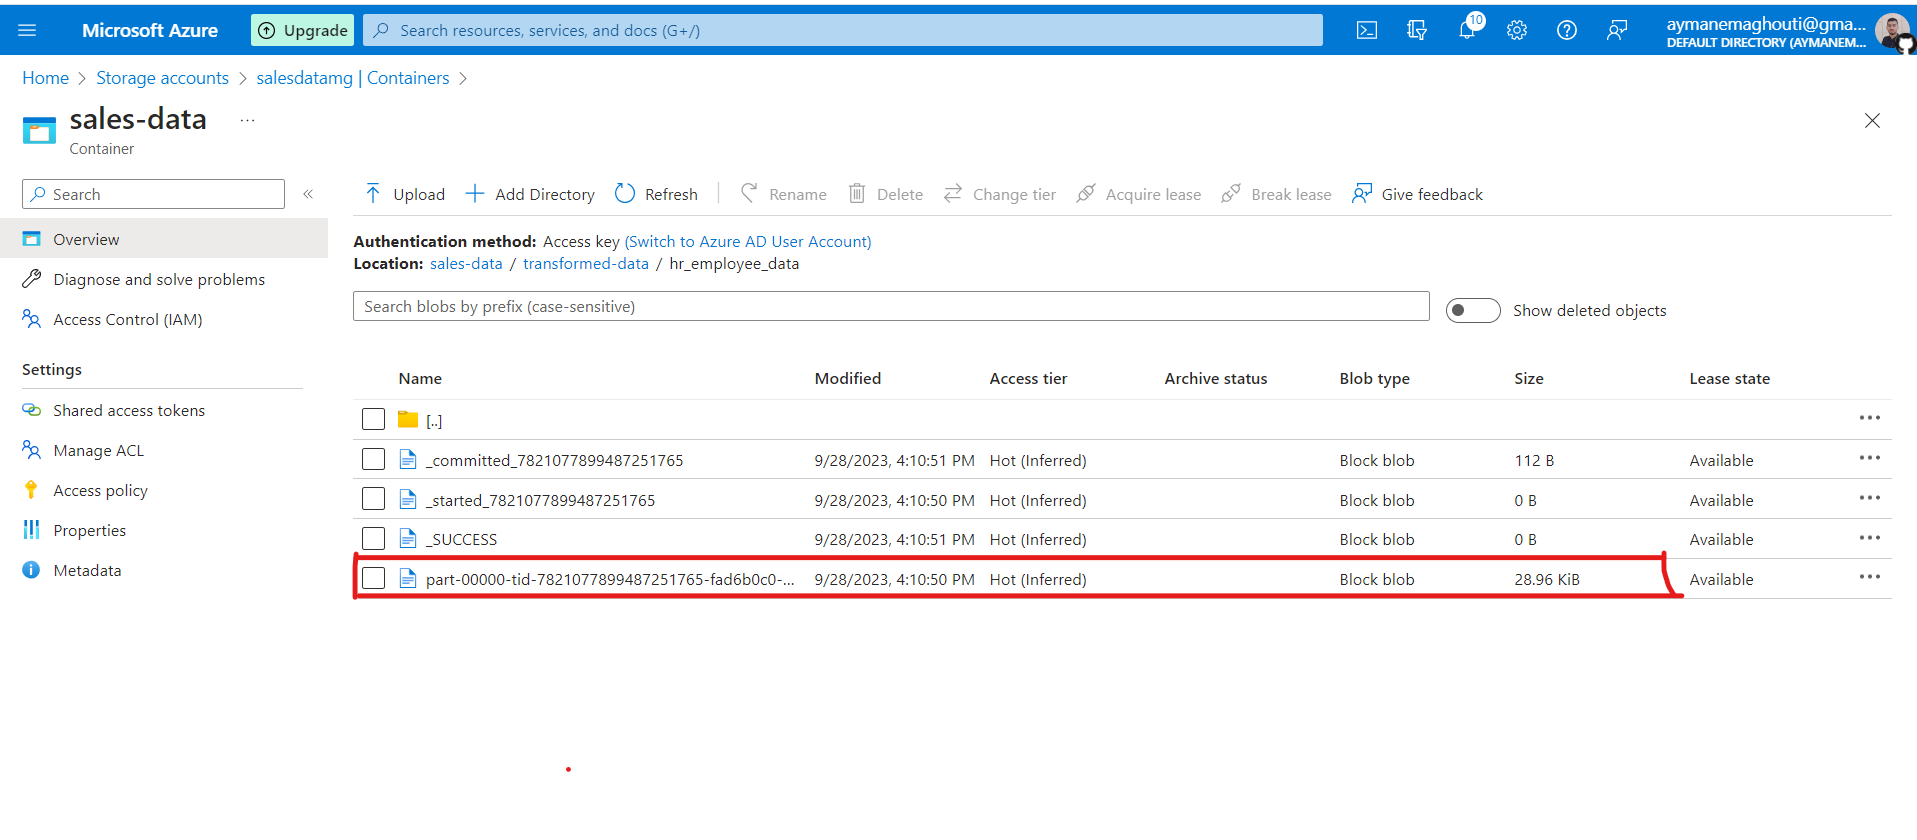 Microsoft Azure Upgrade Search resources, services, and docs (G+/) 10 aymanemaghouti@gma...
DEFAULT DIRECTORY (AYMANEM...
Home > Storage accounts > salesdatamg | Containers >
sales-data ...
Container
Search «
Upload Add Directory Refresh Rename Delete Change tier Acquire lease Break lease Give feedback
Overview
Diagnose and solve problems
Access Control (IAM)
Settings
Shared access tokens
Manage ACL
Access policy
Properties
Metadata
Authentication method: Access key (Switch to Azure AD User Account)
Location: sales-data / transformed-data / hr_employee_data
Search blobs by prefix (case-sensitive) Show deleted objects
Name Modified Access tier Archive status Blob type Size Lease state
[..] ...
_committed_7821077899487251765 9/28/2023, 4:10:51 PM Hot (Inferred) Block blob 112 B Available ...
_started_7821077899487251765 9/28/2023, 4:10:50 PM Hot (Inferred) Block blob 0 B Available ...
_SUCCESS 9/28/2023, 4:10:51 PM Hot (Inferred) Block blob 0 B Available ...
part-00000-tid-7821077899487251765-fad6b0c0-... 9/28/2023, 4:10:50 PM Hot (Inferred) Block blob 28.96 KiB Available ...